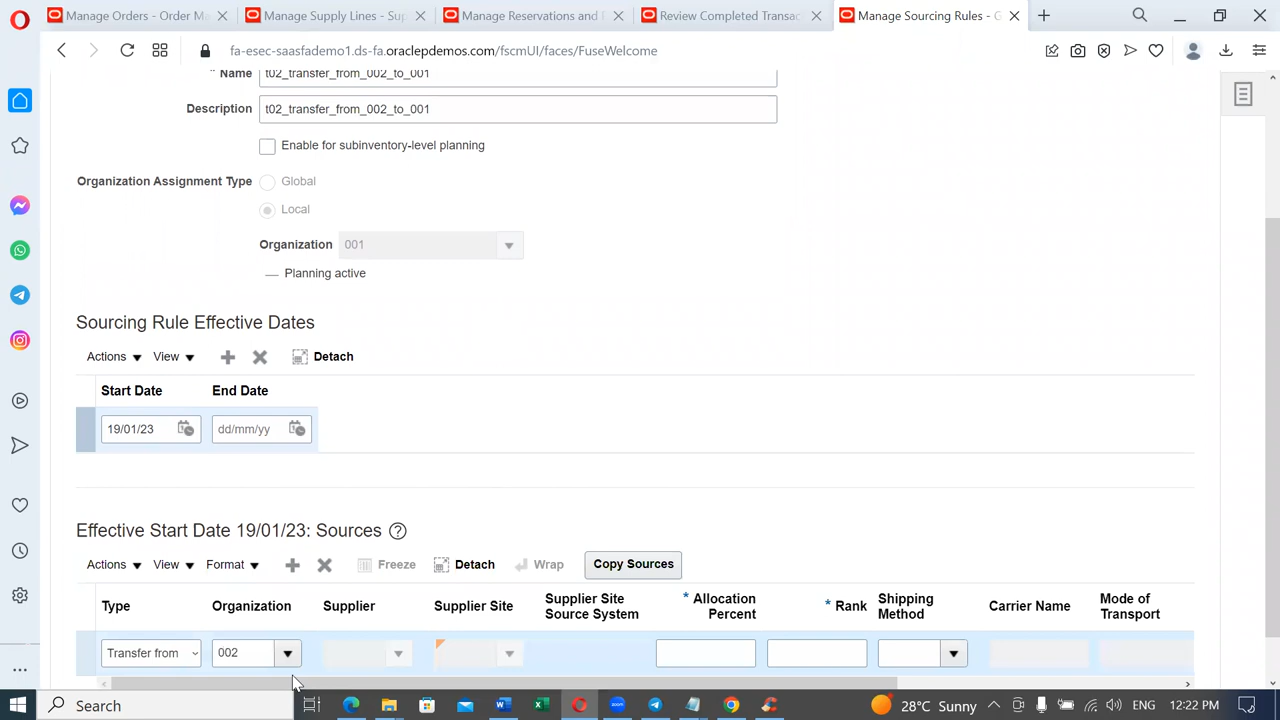 Manage Orders - Order M
Manage Supply Lines - Sup
Manage Reservations and
Review Completed Transac
Manage Sourcing Rules - G
fa-esec-saasfademo1.ds-fa.oraclepdemos.com/fscmUI/faces/FuseWelcome
* Name t02_transfer_from_002_to_001
Description t02_transfer_from_002_to_001
Enable for subinventory-level planning
Organization Assignment Type Global
Local
Organization 001
Planning active
Sourcing Rule Effective Dates
Actions View Detach
Start Date End Date
19/01/23 dd/mm/yy
Effective Start Date 19/01/23: Sources
Actions View Format Freeze Detach Wrap Copy Sources
Type Organization Supplier Supplier Site Supplier Site Source System * Allocation Percent * Rank Shipping Method Carrier Name Mode of Transport
Transfer from 002
Search 28°C Sunny ENG 12:22 PM